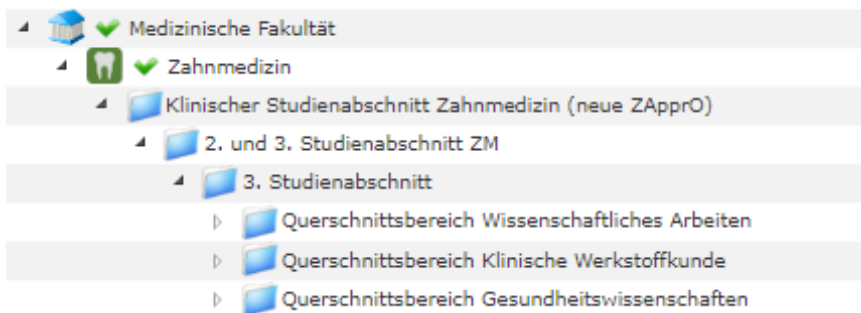 Medizinische Fakultät
Zahnmedizin
Klinischer Studienabschnitt Zahnmedizin (neue ZApprO)
2. und 3. Studienabschnitt ZM
3. Studienabschnitt
Querschnittsbereich Wissenschaftliches Arbeiten
Querschnittsbereich Klinische Werkstoffkunde
Querschnittsbereich Gesundheitswissenschaften